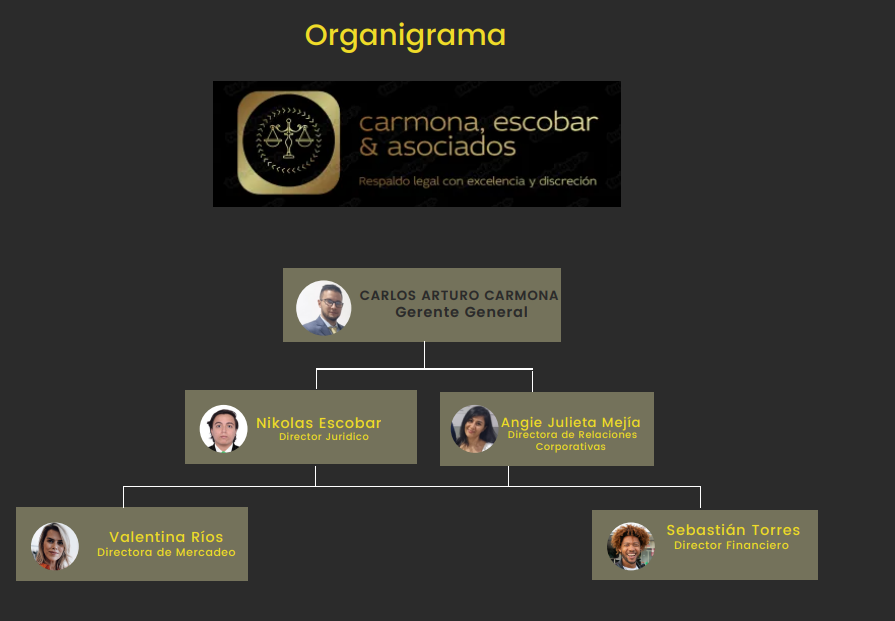 Organigrama
carmona, escobar
& asociados
Respaldo legal con excelencia y discreción
CARLOS ARTURO CARMONA
Gerente General
Nikolas Escobar
Director Juridico
Angie Julieta Mejía
Directora de Relaciones
Corporativas
Valentina Ríos
Directora de Mercadeo
Sebastián Torres
Director Financiero